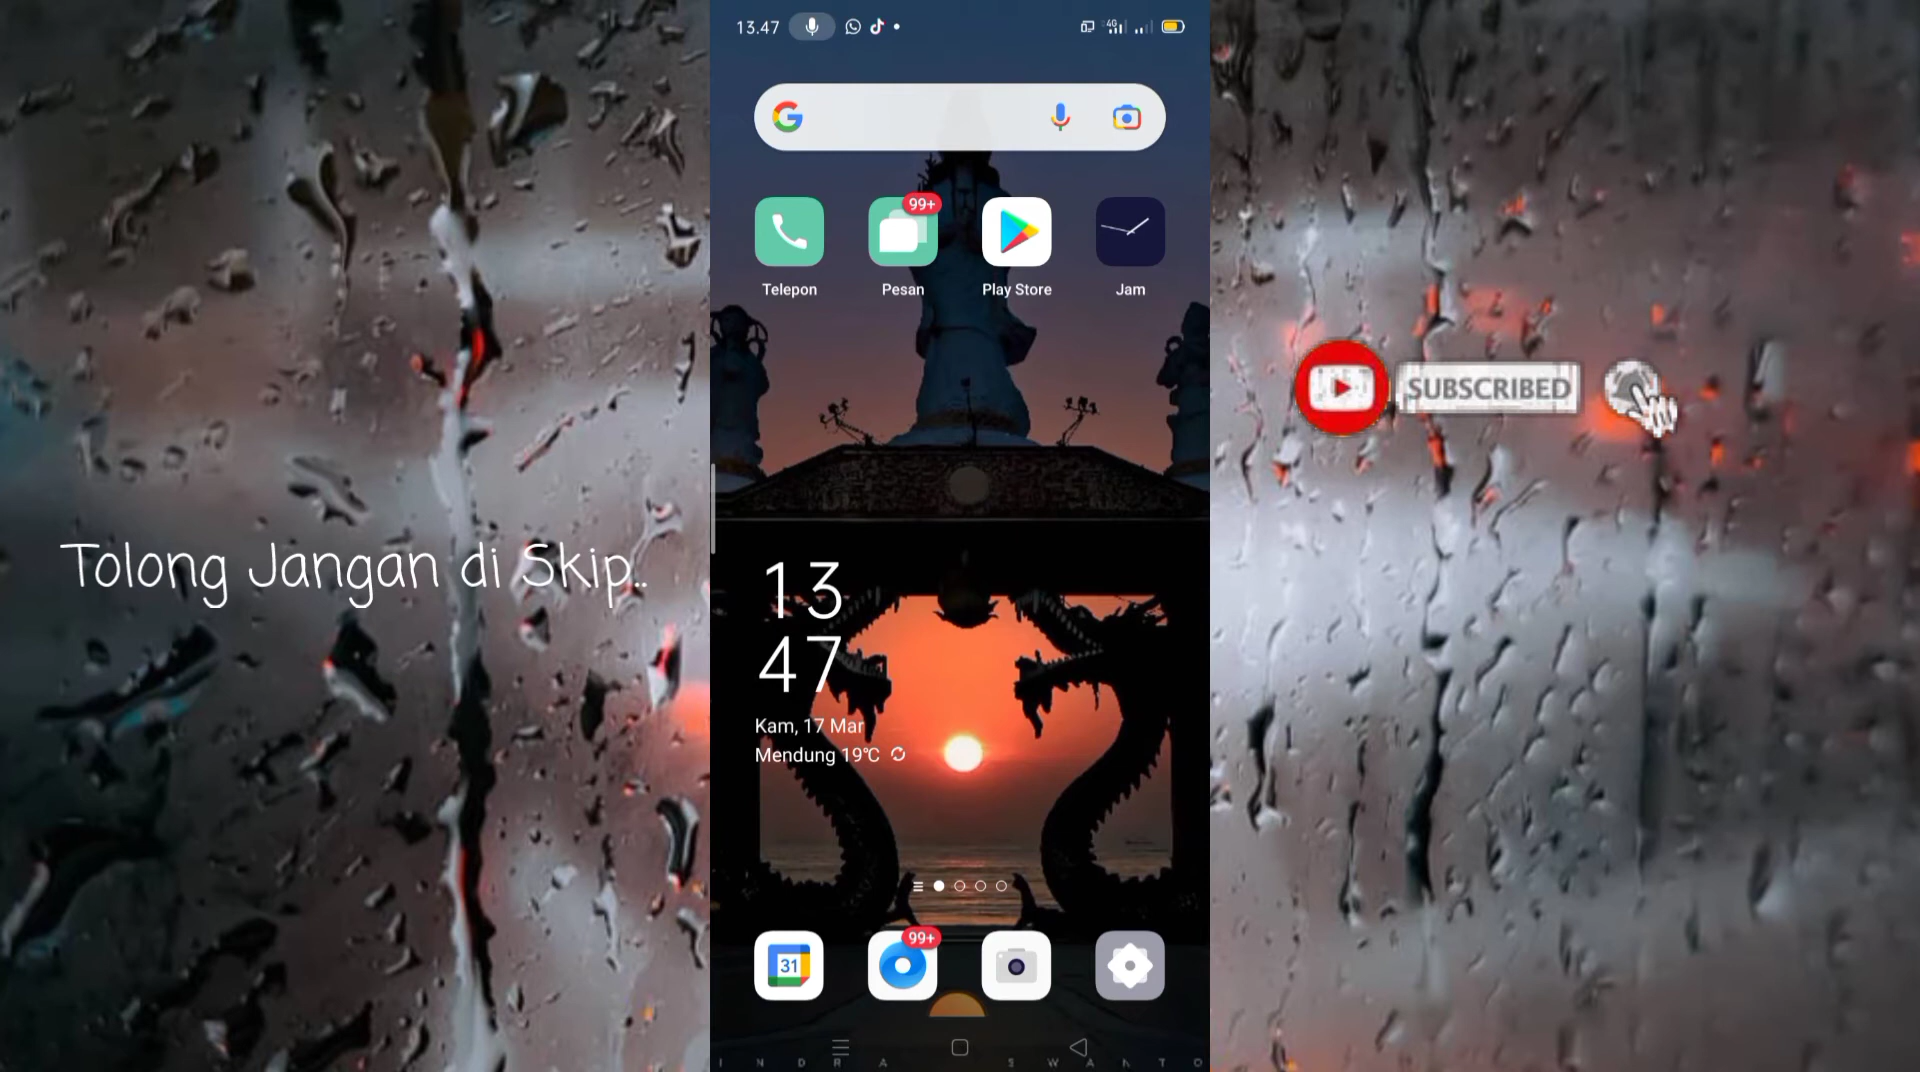 13.47
4G
99+
Telepon
Pesan
Play Store
Jam
SUBSCRIBED
Tolong Jangan di Skip..
13
47
Kam, 17 Mar
Mendung 19°C
31
99+
I N D R A S W A N T O